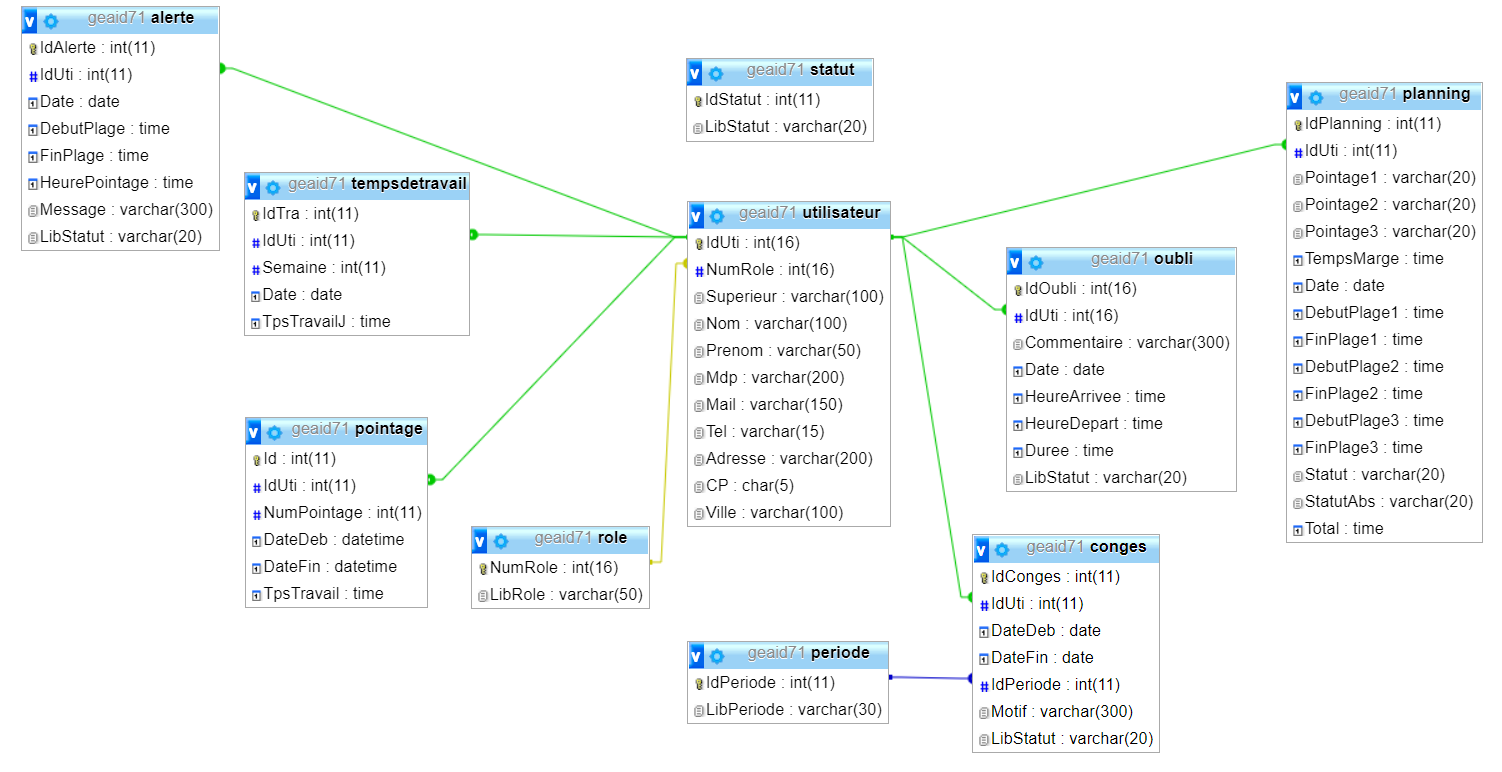 geaid71 alerte
IdAlerte : int(11)
IdUti : int(11)
Date : date
DebutPlage : time
FinPlage : time
HeurePointage : time
Message : varchar(300)
LibStatut : varchar(20)
geaid71 statut
IdStatut : int(11)
LibStatut : varchar(20)
geaid71 planning
IdPlanning : int(11)
IdUti : int(11)
Pointage1 : varchar(20)
Pointage2 : varchar(20)
Pointage3 : varchar(20)
TempsMarge : time
Date : date
DebutPlage1 : time
FinPlage1 : time
DebutPlage2 : time
FinPlage2 : time
DebutPlage3 : time
FinPlage3 : time
Statut : varchar(20)
StatutAbs : varchar(20)
Total : time
geaid71 tempsdetravail
IdTra : int(11)
IdUti : int(11)
Semaine : int(11)
Date : date
TpsTravailJ : time
geaid71 utilisateur
IdUti : int(16)
NumRole : int(16)
Superieur : varchar(100)
Nom : varchar(100)
Prenom : varchar(50)
Mdp : varchar(200)
Mail : varchar(150)
Tel : varchar(15)
Adresse : varchar(200)
CP : char(5)
Ville : varchar(100)
geaid71 oubli
IdOubli : int(16)
IdUti : int(16)
Commentaire : varchar(300)
Date : date
HeureArrivee : time
HeureDepart : time
Duree : time
LibStatut : varchar(20)
geaid71 pointage
Id : int(11)
IdUti : int(11)
NumPointage : int(11)
DateDeb : datetime
DateFin : datetime
TpsTravail : time
geaid71 role
NumRole : int(16)
LibRole : varchar(50)
geaid71 conges
IdConges : int(11)
IdUti : int(11)
DateDeb : date
DateFin : date
IdPeriode : int(11)
Motif : varchar(300)
LibStatut : varchar(20)
geaid71 periode
IdPeriode : int(11)
LibPeriode : varchar(30)